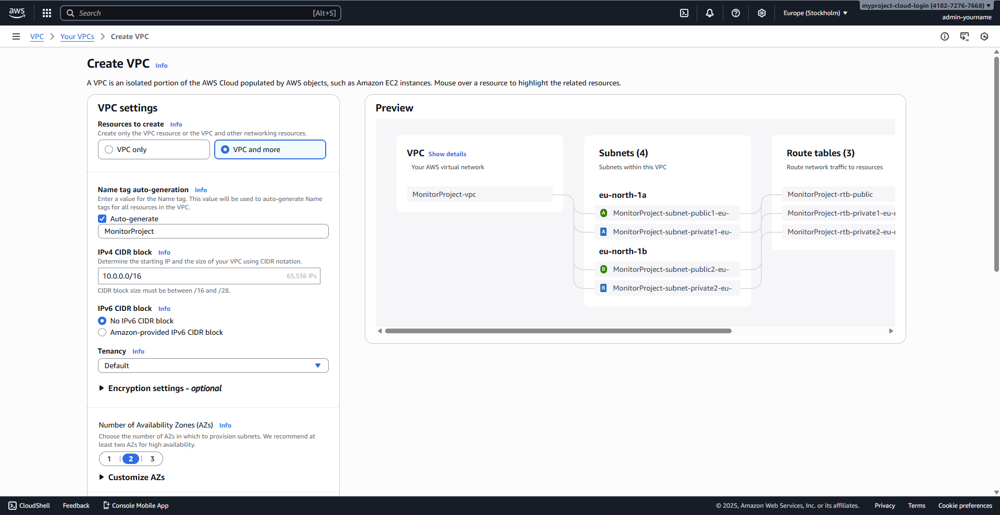 aws
Search [Alt+S]
Europe (Stockholm)
myproject-cloud-login (4182-7276-7668)
admin-yourname
VPC
Your VPCs
Create VPC
Create VPC Info
A VPC is an isolated portion of the AWS Cloud populated by AWS objects, such as Amazon EC2 instances. Mouse over a resource to highlight the related resources.
VPC settings
Resources to create Info
Create only the VPC resource or the VPC and other networking resources.
VPC only
VPC and more
Name tag auto-generation Info
Enter a value for the Name tag. This value will be used to auto-generate Name
tags for all resources in the VPC.
Auto-generate
MonitorProject
IPv4 CIDR block Info
Determine the starting IP and the size of your VPC using CIDR notation.
10.0.0.0/16 65,536 IPs
CIDR block size must be between /16 and /28.
IPv6 CIDR block Info
No IPv6 CIDR block
Amazon-provided IPv6 CIDR block
Tenancy Info
Default
Encryption settings - optional
Number of Availability Zones (AZs) Info
Choose the number of AZs in which to provision subnets. We recommend at
least two AZs for high availability.
1 2 3
Customize AZs
Preview
VPC Show details
Your AWS virtual network
MonitorProject-vpc
Subnets (4)
Subnets within this VPC
eu-north-1a
A MonitorProject-subnet-public1-eu-
A MonitorProject-subnet-private1-eu-
eu-north-1b
B MonitorProject-subnet-public2-eu-
B MonitorProject-subnet-private2-eu-
Route tables (3)
Route network traffic to resources
MonitorProject-rtb-public
MonitorProject-rtb-private1-eu-
MonitorProject-rtb-private2-eu-
CloudShell
Feedback
Console Mobile App
© 2025, Amazon Web Services, Inc. or its affiliates.
Privacy
Terms
Cookie preferences